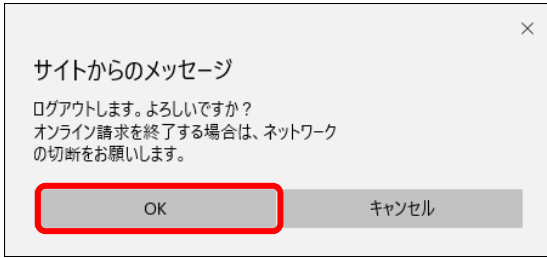 サイトからのメッセージ
ログアウトします。よろしいですか？
オンライン請求を終了する場合は、ネットワーク
の切断をお願いします。
OK
キャンセル